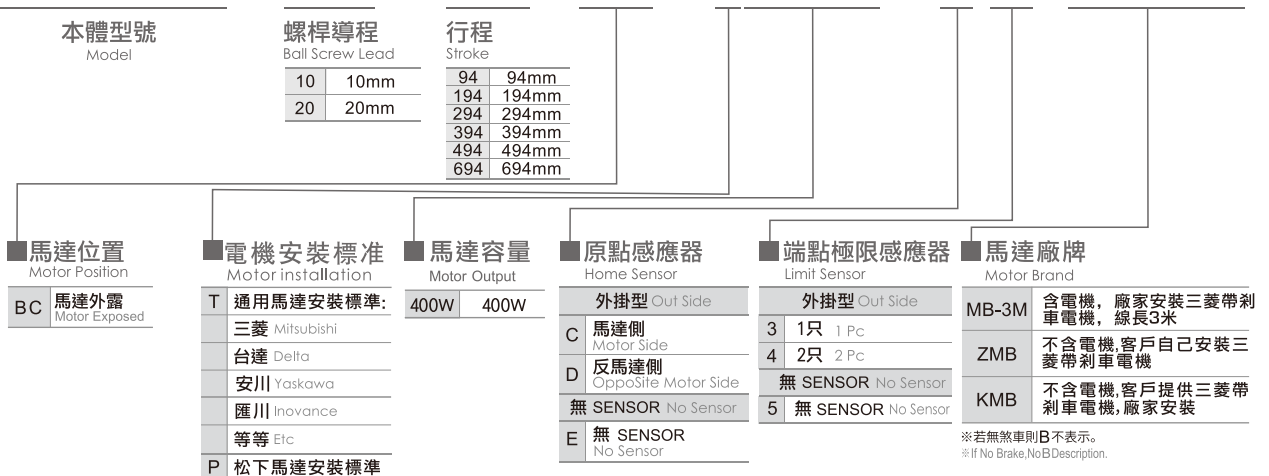 本體型號
Model
螺桿導程
Ball Screw Lead
10 10mm
20 20mm
行程
Stroke
94 94mm
194 194mm
294 294mm
394 394mm
494 494mm
694 694mm
馬達位置
Motor Position
BC 馬達外露
Motor Exposed
電機安裝標准
Motor installation
T 通用馬達安裝標準:
三菱 Mitsubishi
台達 Delta
安川 Yaskawa
匯川 Inovance
等等 Etc
P 松下馬達安裝標準
馬達容量
Motor Output
400W 400W
原點感應器
Home Sensor
外掛型 Out Side
C 馬達側
Motor Side
D 反馬達側
OppoSite Motor Side
無 SENSOR No Sensor
E 無 SENSOR
No Sensor
端點極限感應器
Limit Sensor
外掛型 Out Side
3 1只 1 Pc
4 2只 2 Pc
無 SENSOR No Sensor
5 無 SENSOR No Sensor
馬達廠牌
Motor Brand
MB-3M 含電機，廠家安裝三菱帶剎
車電機，線長3米
ZMB 不含電機,客戶自己安裝三
菱帶剎車電機
KMB 不含電機,客戶提供三菱帶
剎車電機,廠家安裝
※若無煞車則B不表示。
※If No Brake,No B Description.